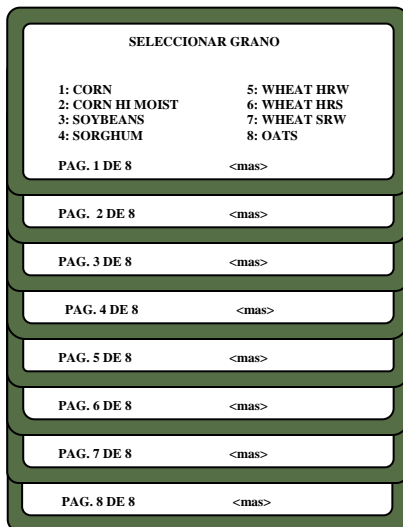 SELECCIONAR GRANO
1: CORN 5: WHEAT HRW
2: CORN HI MOIST 6: WHEAT HRS
3: SOYBEANS 7: WHEAT SRW
4: SORGHUM 8: OATS
PAG. 1 DE 8 <mas>
PAG. 2 DE 8 <mas>
PAG. 3 DE 8 <mas>
PAG. 4 DE 8 <mas>
PAG. 5 DE 8 <mas>
PAG. 6 DE 8 <mas>
PAG. 7 DE 8 <mas>
PAG. 8 DE 8 <mas>